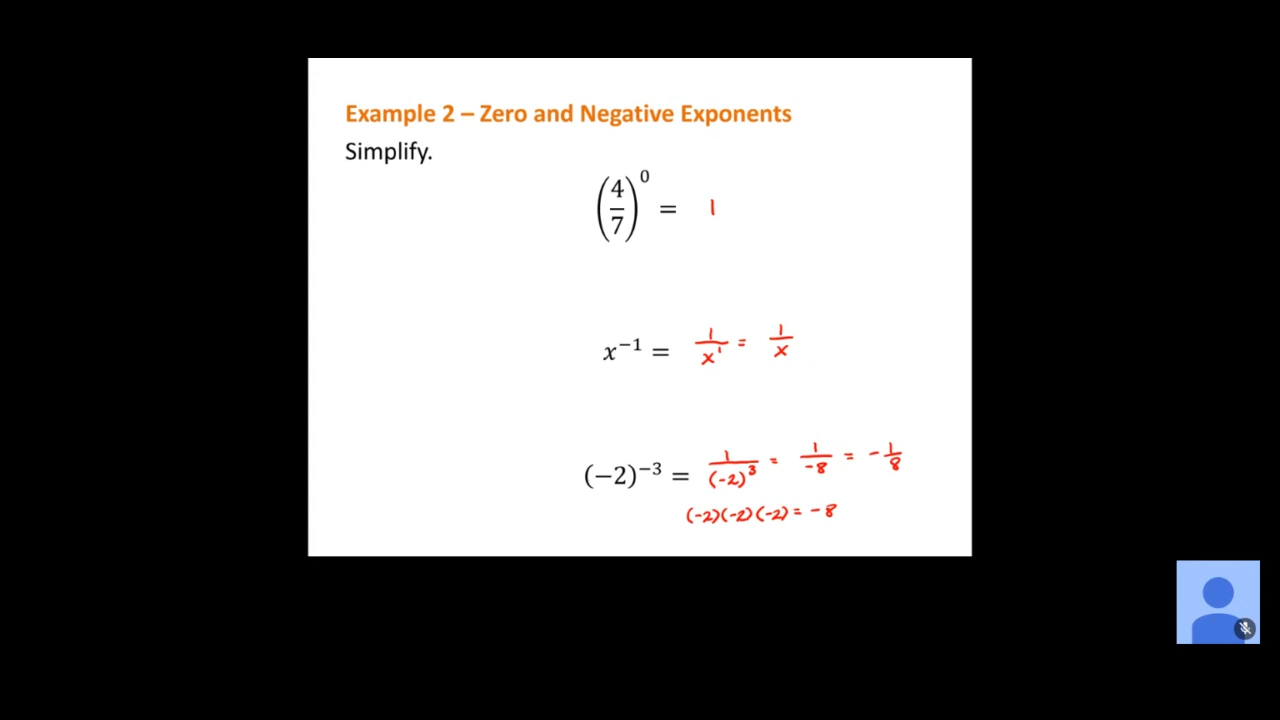 Example 2 – Zero and Negative Exponents
Simplify.
(4/7)^0 = 1
x^−1 = 1/x^1 = 1/x
(−2)^−3 = 1/(-2)^3 = 1/-8 = -1/8
(-2)(-2)(-2) = -8